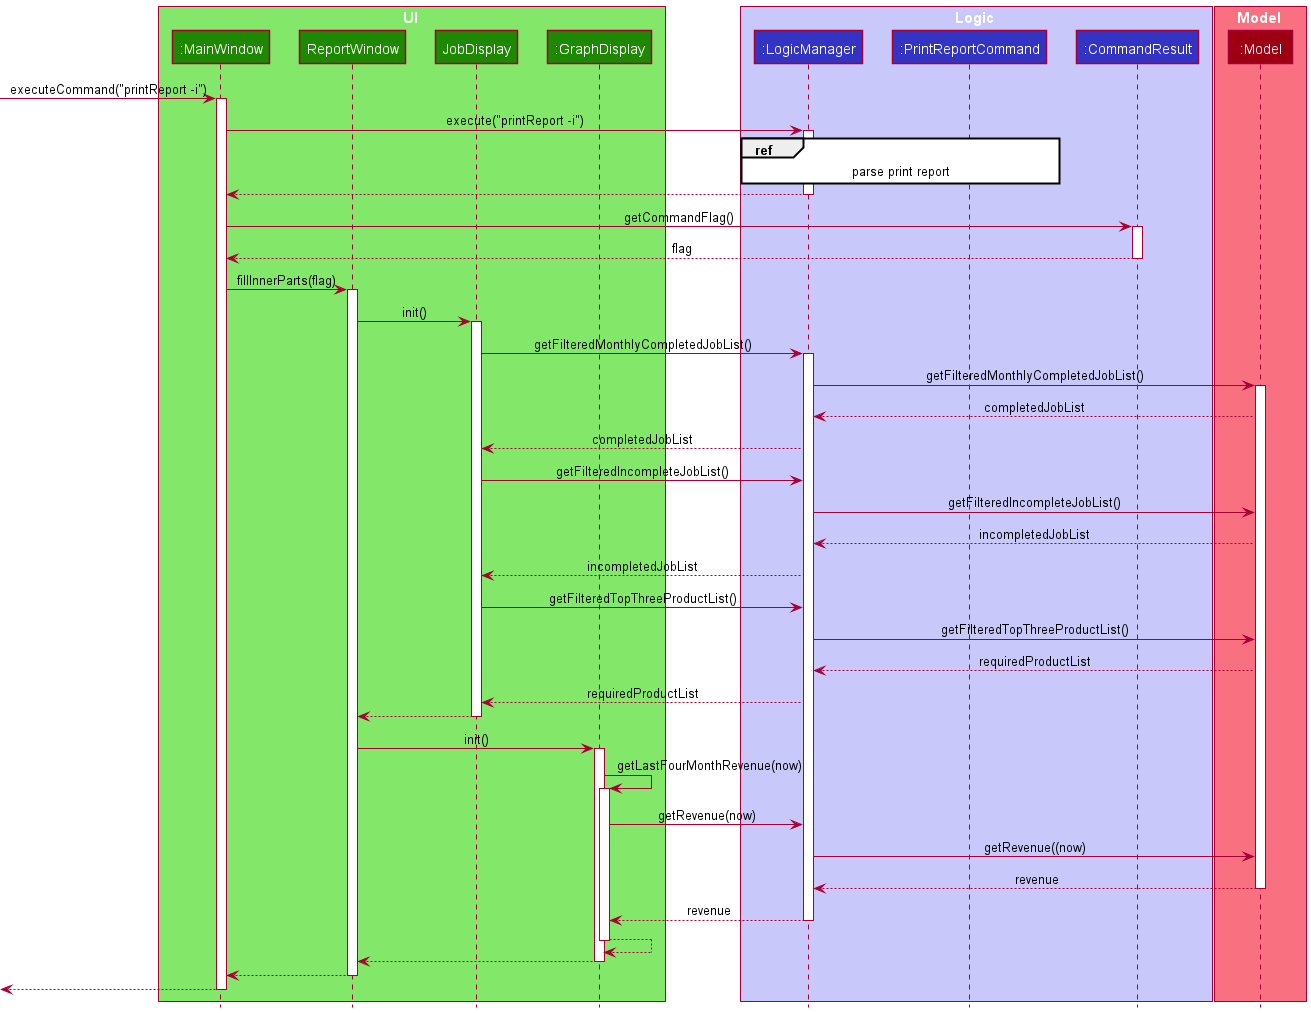 UI
Logic
Model
:MainWindow
ReportWindow
JobDisplay
:GraphDisplay
:LogicManager
:PrintReportCommand
:CommandResult
:Model
executeCommand("printReport -i")
execute("printReport -i")
ref
parse print report
getCommandFlag()
flag
fillInnerParts(flag)
init()
getFilteredMonthlyCompletedJobList()
getFilteredMonthlyCompletedJobList()
completedJobList
completedJobList
getFilteredIncompleteJobList()
getFilteredIncompleteJobList()
incompletedJobList
incompletedJobList
getFilteredTopThreeProductList()
getFilteredTopThreeProductList()
requiredProductList
requiredProductList
init()
getLastFourMonthRevenue(now)
getRevenue(now)
getRevenue((now)
revenue
revenue